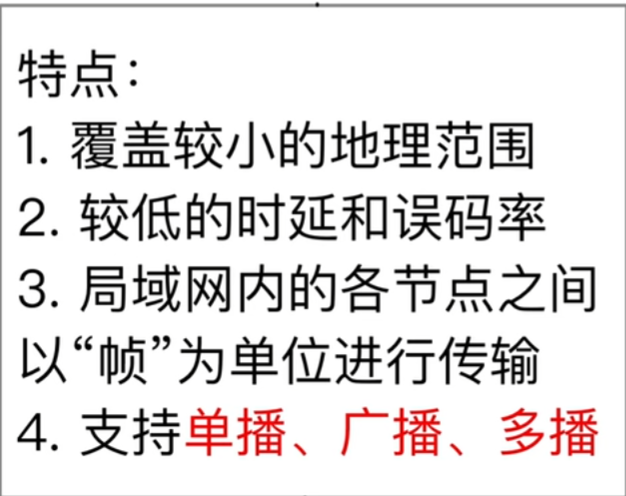 特点：
1. 覆盖较小的地理范围
2. 较低的时延和误码率
3. 局域网内的各节点之间
以“帧”为单位进行传输
4. 支持单播、广播、多播